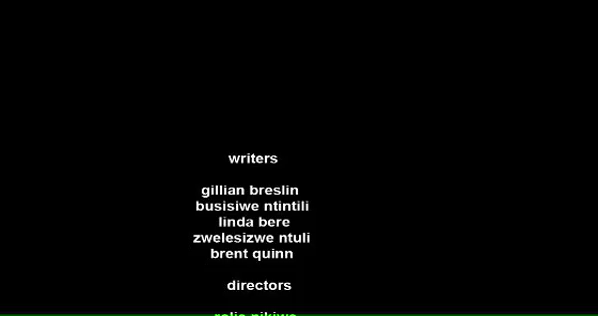 writers
gillian breslin
busisiwe ntintili
linda bere
zwelesizwe ntuli
brent quinn
directors